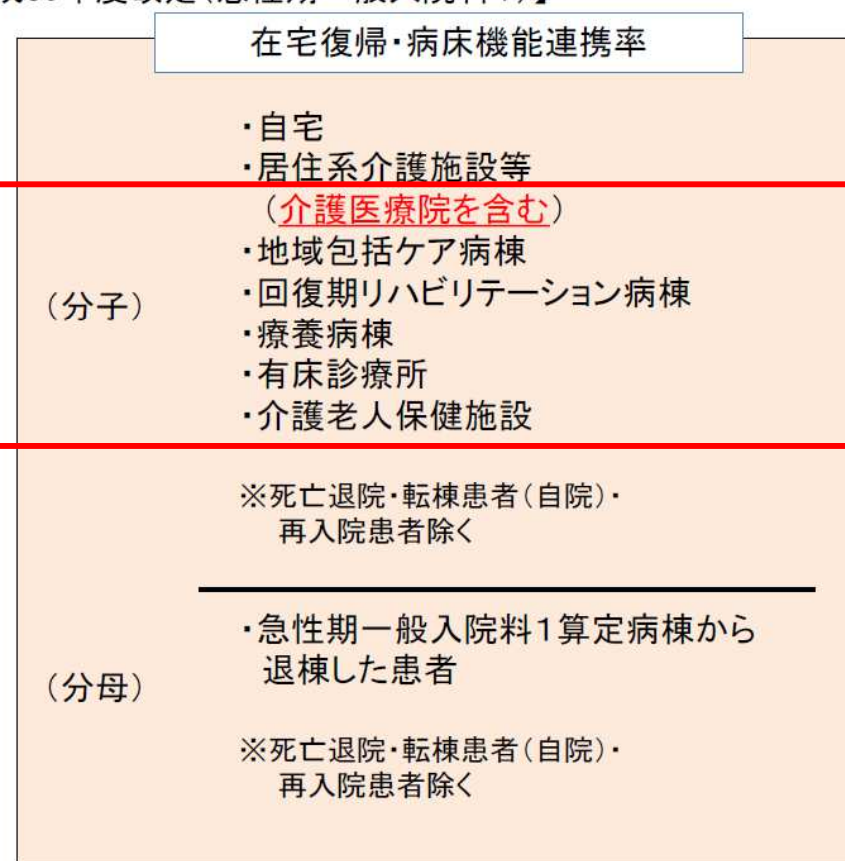 在宅復帰・病床機能連携率
・自宅
・居住系介護施設等
（介護医療院を含む）
・地域包括ケア病棟
・回復期リハビリテーション病棟
・療養病棟
・有床診療所
・介護老人保健施設
（分子）
※死亡退院・転棟患者（自院）・
再入院患者除く
・急性期一般入院料１算定病棟から
退棟した患者
（分母）
※死亡退院・転棟患者（自院）・
再入院患者除く